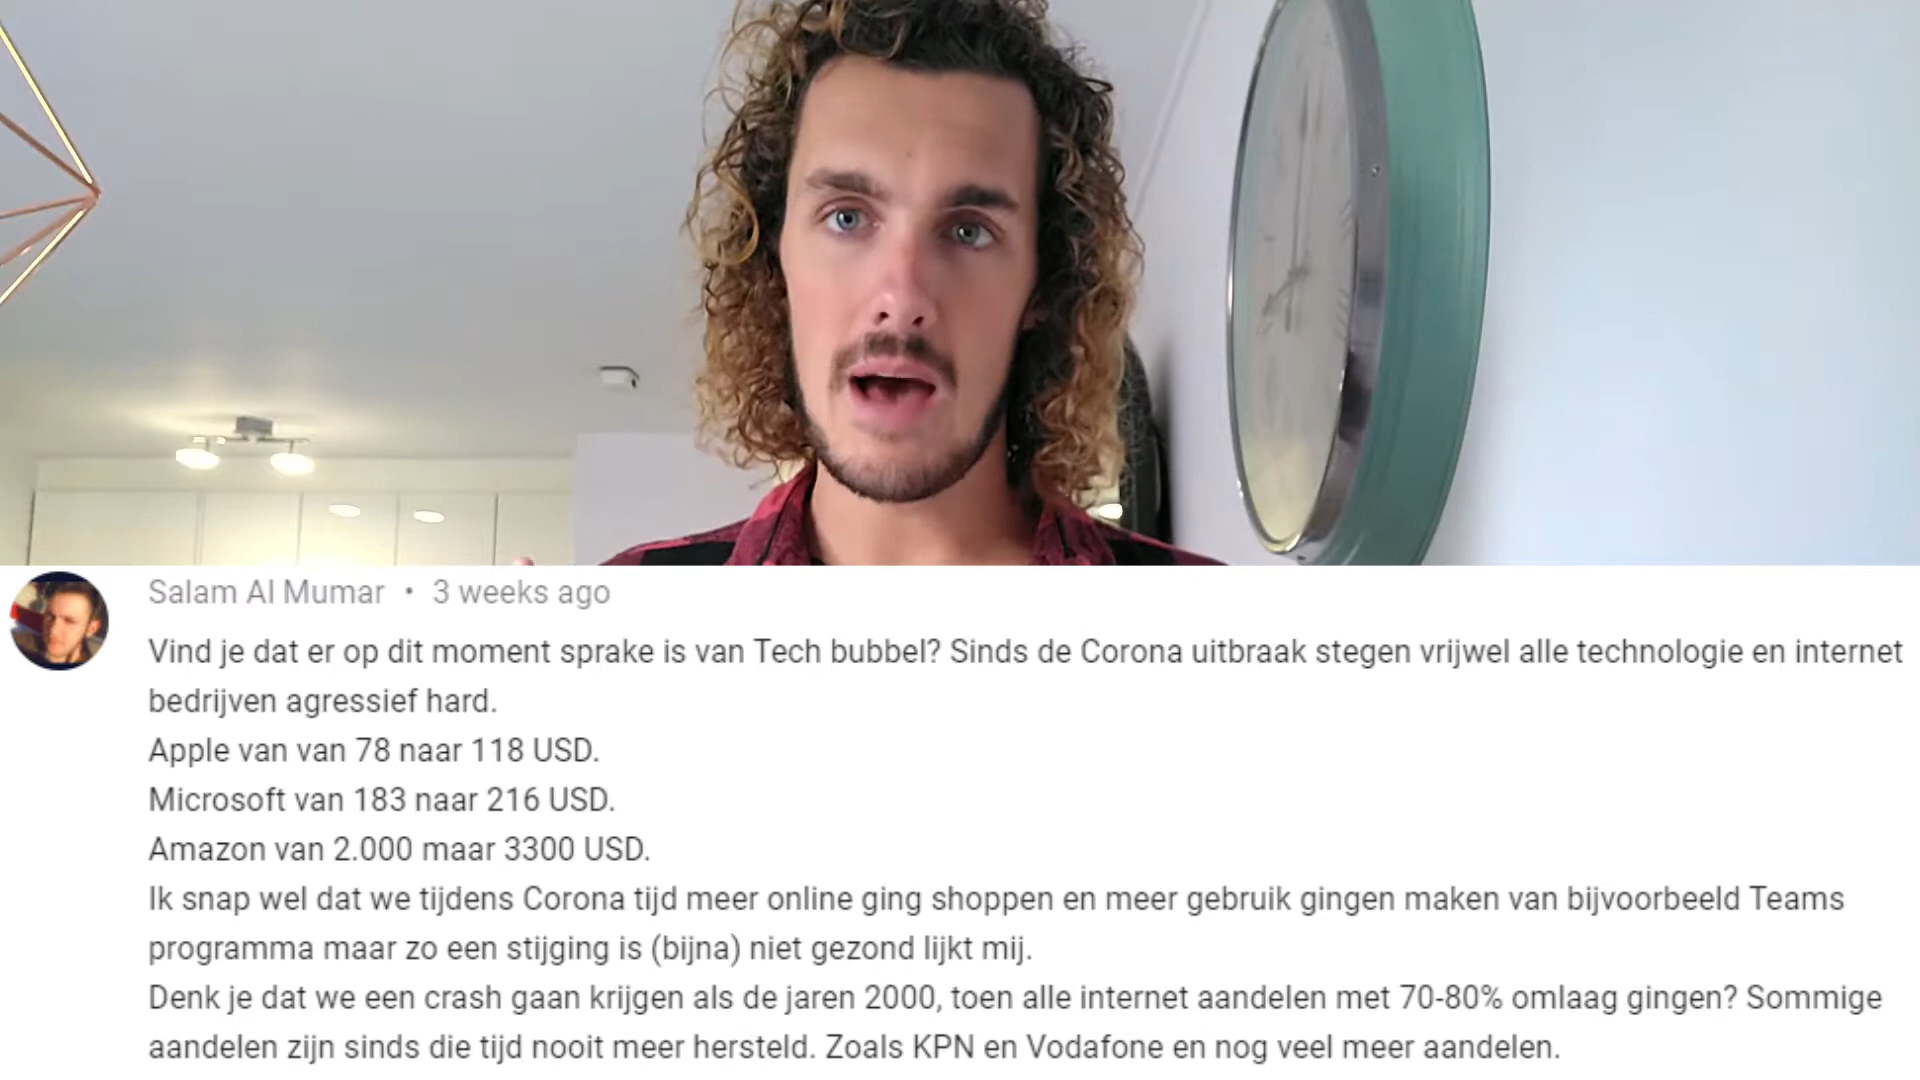 Salam Al Mumar • 3 weeks ago
Vind je dat er op dit moment sprake is van Tech bubbel? Sinds de Corona uitbraak stegen vrijwel alle technologie en internet
bedrijven agressief hard.
Apple van van 78 naar 118 USD.
Microsoft van 183 naar 216 USD.
Amazon van 2.000 maar 3300 USD.
Ik snap wel dat we tijdens Corona tijd meer online ging shoppen en meer gebruik gingen maken van bijvoorbeeld Teams
programma maar zo een stijging is (bijna) niet gezond lijkt mij.
Denk je dat we een crash gaan krijgen als de jaren 2000, toen alle internet aandelen met 70-80% omlaag gingen? Sommige
aandelen zijn sinds die tijd nooit meer hersteld. Zoals KPN en Vodafone en nog veel meer aandelen.